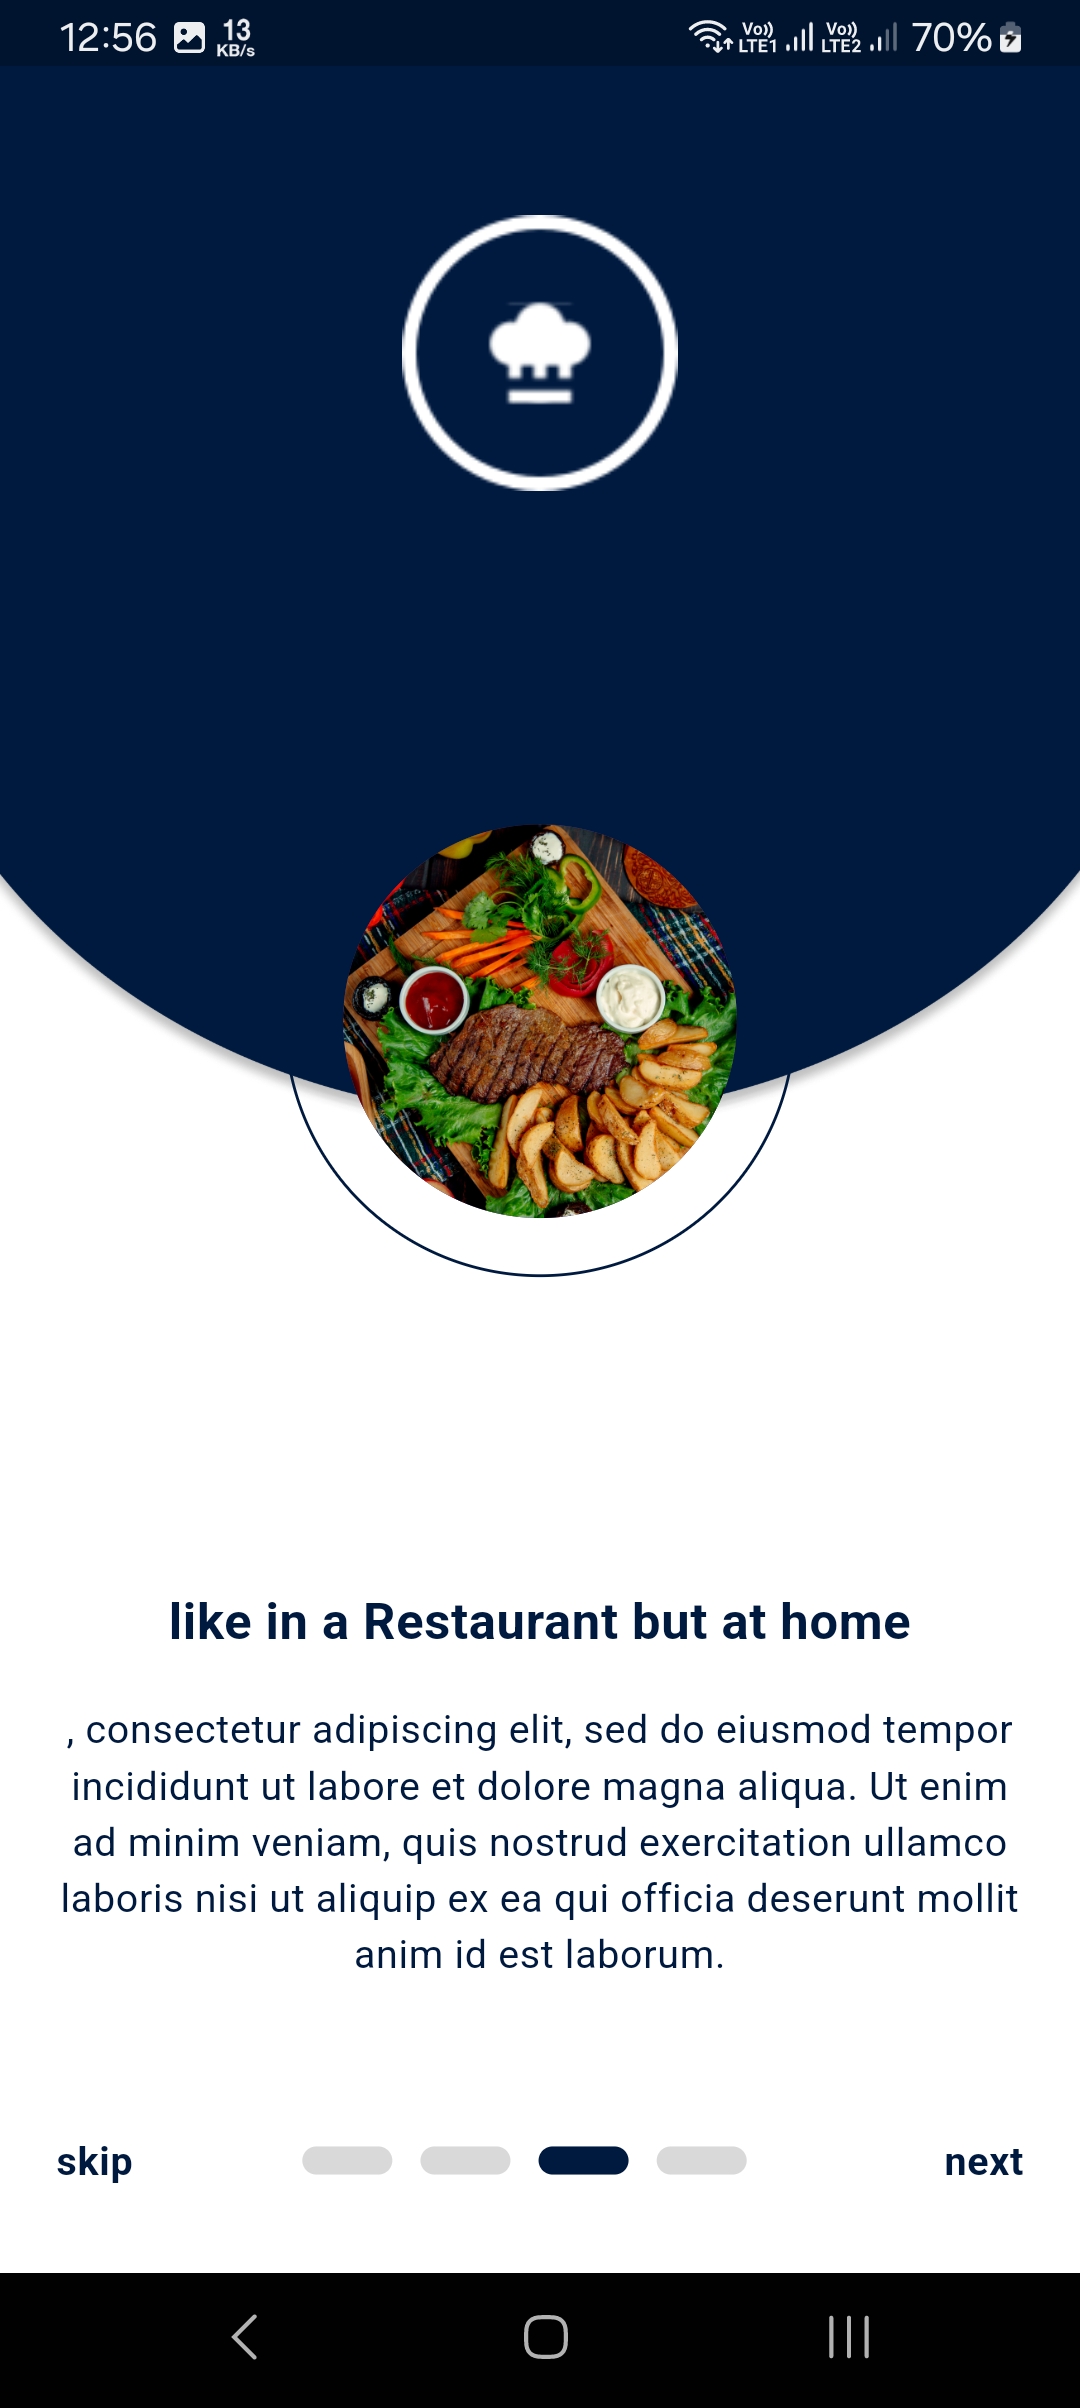 12:56 13 KB/s Vo)) LTE1 Vo)) LTE2 70%
like in a Restaurant but at home
, consectetur adipiscing elit, sed do eiusmod tempor
incididunt ut labore et dolore magna aliqua. Ut enim
ad minim veniam, quis nostrud exercitation ullamco
laboris nisi ut aliquip ex ea qui officia deserunt mollit
anim id est laborum.
skip next